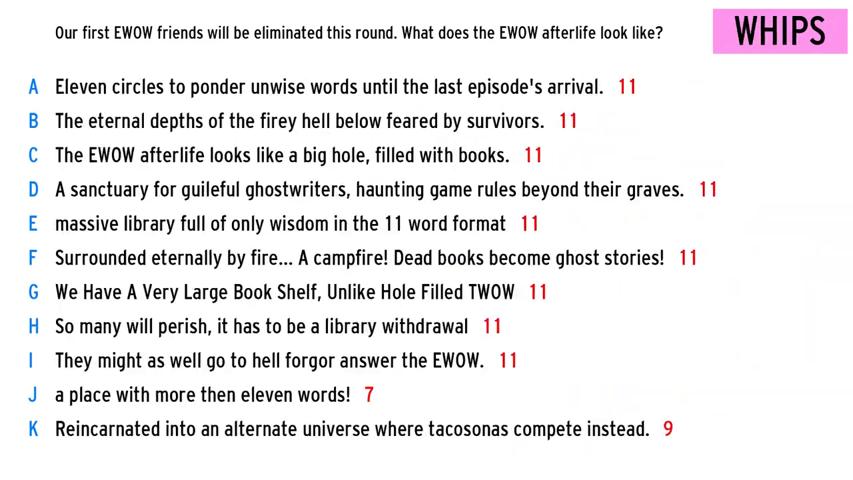 Our first EWOW friends will be eliminated this round. What does the EWOW afterlife look like?
WHIPS
A Eleven circles to ponder unwise words until the last episode's arrival. 11
B The eternal depths of the firey hell below feared by survivors. 11
C The EWOW afterlife looks like a big hole, filled with books. 11
D A sanctuary for guileful ghostwriters, haunting game rules beyond their graves. 11
E massive library full of only wisdom in the 11 word format 11
F Surrounded eternally by fire... A campfire! Dead books become ghost stories! 11
G We Have A Very Large Book Shelf, Unlike Hole Filled TWOW 11
H So many will perish, it has to be a library withdrawal 11
I They might as well go to hell forgor answer the EWOW. 11
J a place with more then eleven words! 7
K Reincarnated into an alternate universe where tacosonas compete instead. 9